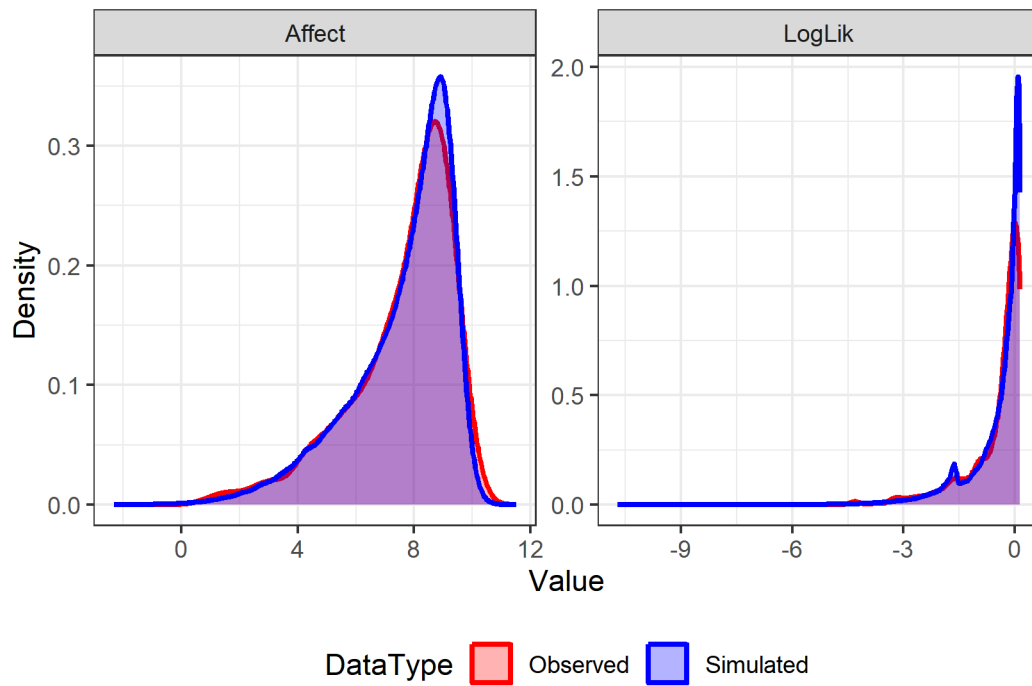 Affect
LogLik
Density
0.3
0.2
0.1
0.0
2.0
1.5
1.0
0.5
0.0
0 4 8 12
-9 -6 -3 0
Value
DataType Observed Simulated